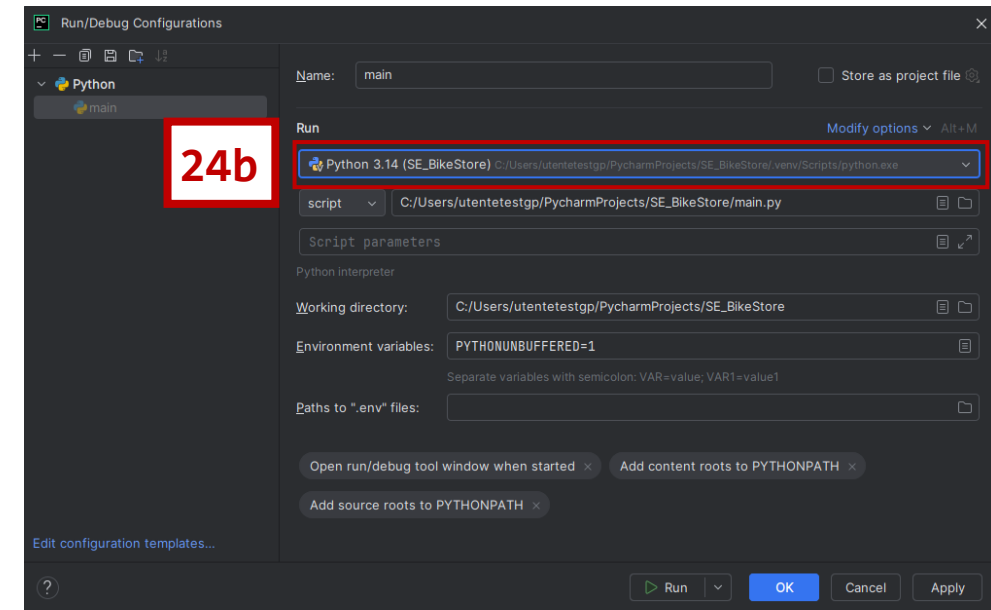 PC Run/Debug Configurations
Python
main
Name: main Store as project file
Run Modify options Alt+M
24b
Python 3.14 (SE_BikeStore) C:/Users/utentetestgp/PycharmProjects/SE_BikeStore/.venv/Scripts/python.exe
script C:/Users/utentetestgp/PycharmProjects/SE_BikeStore/main.py
Script parameters
Python interpreter
Working directory: C:/Users/utentetestgp/PycharmProjects/SE_BikeStore
Environment variables: PYTHONUNBUFFERED=1
Separate variables with semicolon: VAR=value; VAR1=value1
Paths to ".env" files:
Open run/debug tool window when started × Add content roots to PYTHONPATH ×
Add source roots to PYTHONPATH ×
Edit configuration templates...
? Run OK Cancel Apply